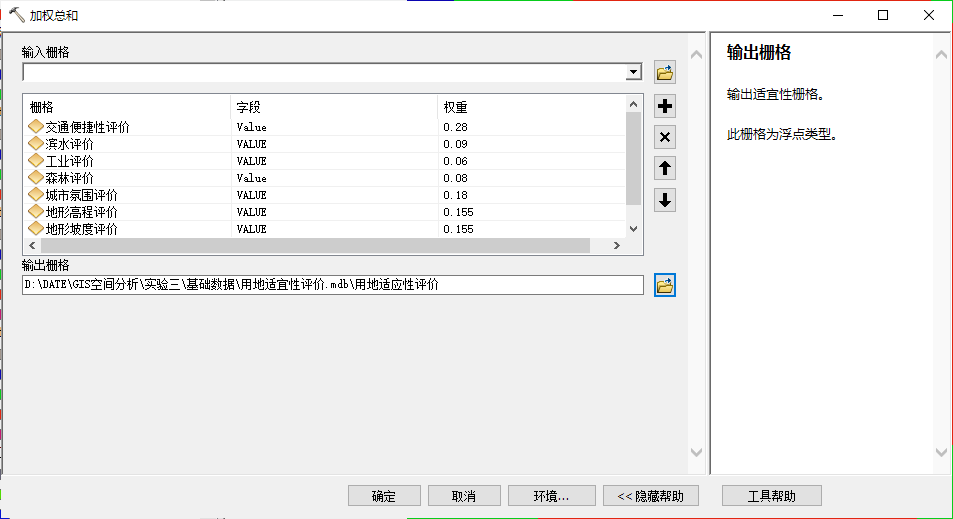 加权总和
输入栅格
栅格 字段 权重
交通便捷性评价 Value 0.28
滨水评价 VALUE 0.09
工业评价 VALUE 0.06
森林评价 Value 0.08
城市氛围评价 VALUE 0.18
地形高程评价 VALUE 0.155
地形坡度评价 VALUE 0.155
输出栅格
D:\DATE\GIS空间分析\实验三\基础数据\用地适宜性评价.mdb\用地适应性评价
确定 取消 环境... << 隐藏帮助 工具帮助
输出栅格
输出适宜性栅格。
此栅格为浮点类型。